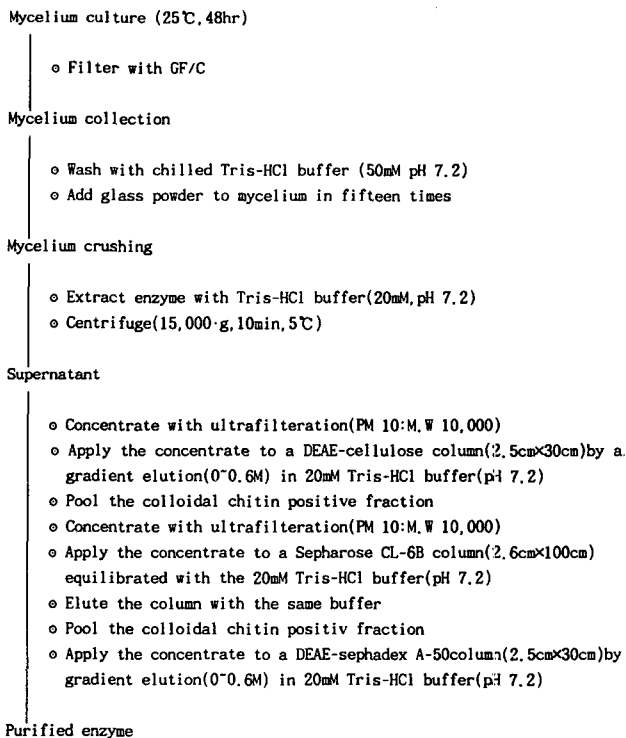 Mycelium culture (25℃,48hr)
⊙ Filter with GF/C
Mycelium collection
⊙ Wash with chilled Tris-HCl buffer (50mM pH 7.2)
⊙ Add glass powder to mycelium in fifteen times
Mycelium crushing
⊙ Extract enzyme with Tris-HCl buffer(20mM,pH 7.2)
⊙ Centrifuge(15,000·g,10min,5℃)
Supernatant
⊙ Concentrate with ultrafilteration(PM 10:M.W 10,000)
⊙ Apply the concentrate to a DEAE-cellulose column(2.5cm×30cm)by a
gradient elution(0~0.6M) in 20mM Tris-HCl buffer(pH 7.2)
⊙ Pool the colloidal chitin positive fraction
⊙ Concentrate with ultrafilteration(PM 10:M.W 10,000)
⊙ Apply the concentrate to a Sepharose CL-6B column(2.6cm×100cm)
equilibrated with the 20mM Tris-HCl buffer(pH 7.2)
⊙ Elute the column with the same buffer
⊙ Pool the colloidal chitin positiv fraction
⊙ Apply the concentrate to a DEAE-sephadex A-50column(2.5cm×30cm)by
gradient elution(0~0.6M) in 20mM Tris-HCl buffer(pH 7.2)
Purified enzyme